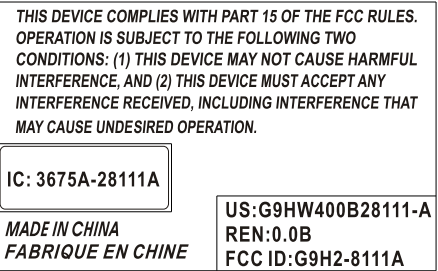 THIS DEVICE COMPLIES WITH PART 15 OF THE FCC RULES.
OPERATION IS SUBJECT TO THE FOLLOWING TWO
CONDITIONS: (1) THIS DEVICE MAY NOT CAUSE HARMFUL
INTERFERENCE, AND (2) THIS DEVICE MUST ACCEPT ANY
INTERFERENCE RECEIVED, INCLUDING INTERFERENCE THAT
MAY CAUSE UNDESIRED OPERATION.
IC: 3675A-28111A
MADE IN CHINA
FABRIQUE EN CHINE
US:G9HW400B28111-A
REN:0.0B
FCC ID:G9H2-8111A